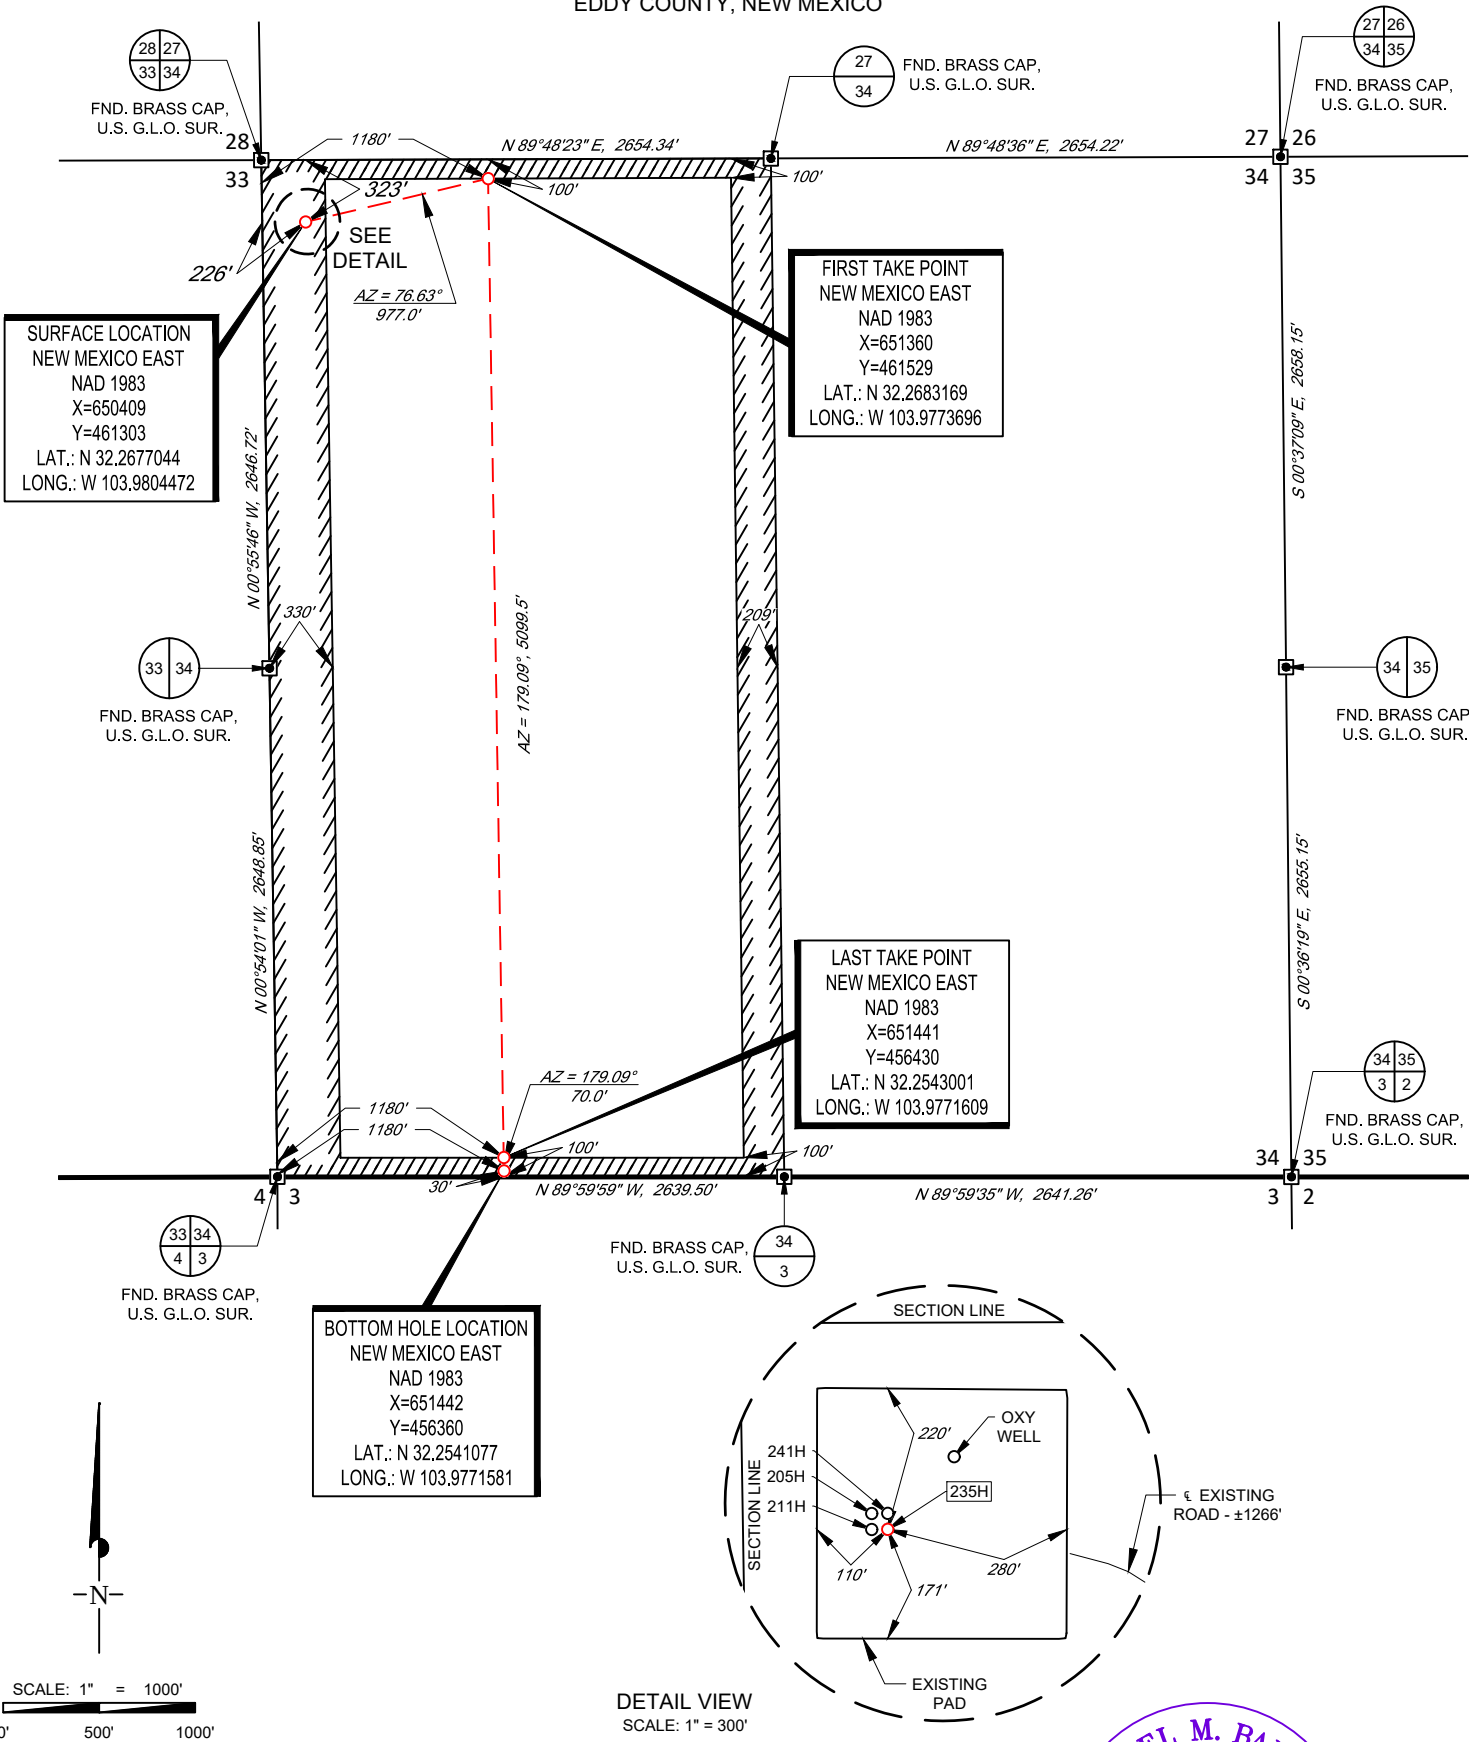 EDDY COUNTY, NEW MEXICO
28 27
33 34
FND. BRASS CAP,
U.S. G.L.O. SUR.
27
34
FND. BRASS CAP,
U.S. G.L.O. SUR.
27 26
34 35
FND. BRASS CAP,
U.S. G.L.O. SUR.
28
33
1180'
N 89°48'23" E, 2654.34'
N 89°48'36" E, 2654.22'
27 26
34 35
323'
100'
100'
SEE
DETAIL
226'
AZ = 76.63°
977.0'
SURFACE LOCATION
NEW MEXICO EAST
NAD 1983
X=650409
Y=461303
LAT.: N 32.2677044
LONG.: W 103.9804472
FIRST TAKE POINT
NEW MEXICO EAST
NAD 1983
X=651360
Y=461529
LAT.: N 32.2683169
LONG.: W 103.9773696
N 00°55'46" W, 2646.72'
S 00°37'09" E, 2658.15'
330'
209'
AZ = 179.09°, 5099.5'
33 34
FND. BRASS CAP,
U.S. G.L.O. SUR.
34 35
FND. BRASS CAP
U.S. G.L.O. SUR.
N 00°54'01" W, 2648.85'
S 00°36'19" E, 2655.15'
LAST TAKE POINT
NEW MEXICO EAST
NAD 1983
X=651441
Y=456430
LAT.: N 32.2543001
LONG.: W 103.9771609
AZ = 179.09°
70.0'
1180'
1180'
100'
100'
30'
N 89°59'59" W, 2639.50'
N 89°59'35" W, 2641.26'
34 35
3 2
FND. BRASS CAP,
U.S. G.L.O. SUR.
34 35
3 2
4 3
33 34
4 3
FND. BRASS CAP,
U.S. G.L.O. SUR.
FND. BRASS CAP,
U.S. G.L.O. SUR.
34
3
BOTTOM HOLE LOCATION
NEW MEXICO EAST
NAD 1983
X=651442
Y=456360
LAT.: N 32.2541077
LONG.: W 103.9771581
SECTION LINE
SECTION LINE
220'
OXY
WELL
241H
205H
211H
235H
110'
171'
280'
℄ EXISTING
ROAD - ±1266'
EXISTING
PAD
-N-
SCALE: 1" = 1000'
0' 500' 1000'
DETAIL VIEW
SCALE: 1" = 300'